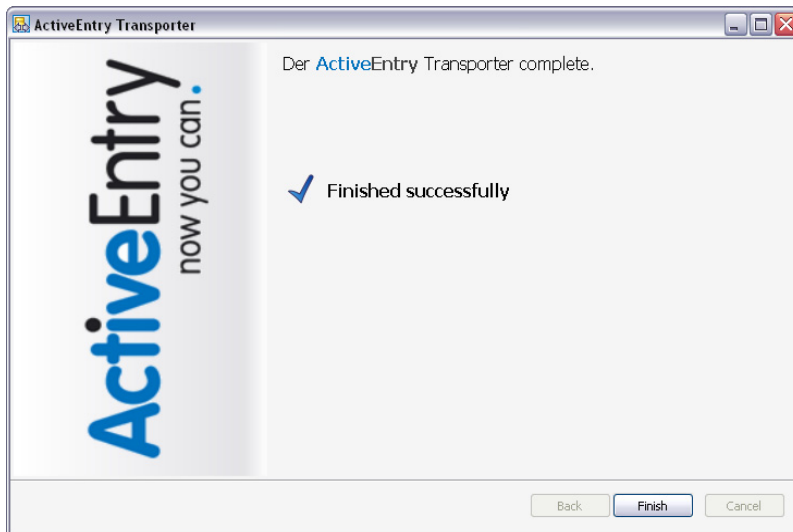 ActiveEntry Transporter
Der ActiveEntry Transporter complete.
ActiveEntry
now you can.
Finished successfully
Back
Finish
Cancel